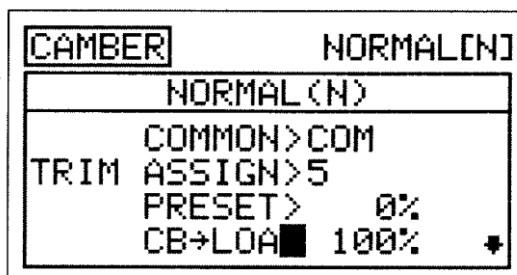 CAMBER NORMAL[N]
NORMAL(N)
COMMON>COM
TRIM ASSIGN>5
PRESET> 0%
CB→LOA 100%